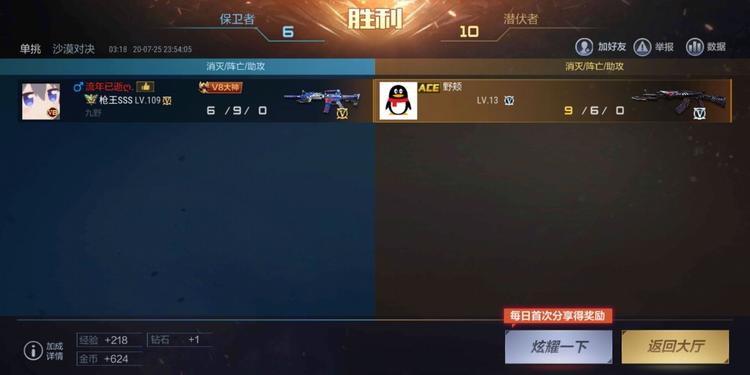 保卫者 6 胜利 10 潜伏者
单挑 沙漠对决 03:18 20-07-25 23:54:05
加好友 举报 数据
消灭/阵亡/助攻 消灭/阵亡/助攻
流年已逝ღ. V8大神
枪王SSS LV.109 V 6 / 9 / 0 V
V8 九野
ACE 野颏
LV.13 V 9 / 6 / 0 V
每日首次分享得奖励
加成详情
经验 +218 钻石 +1
金币 +624
炫耀一下 返回大厅